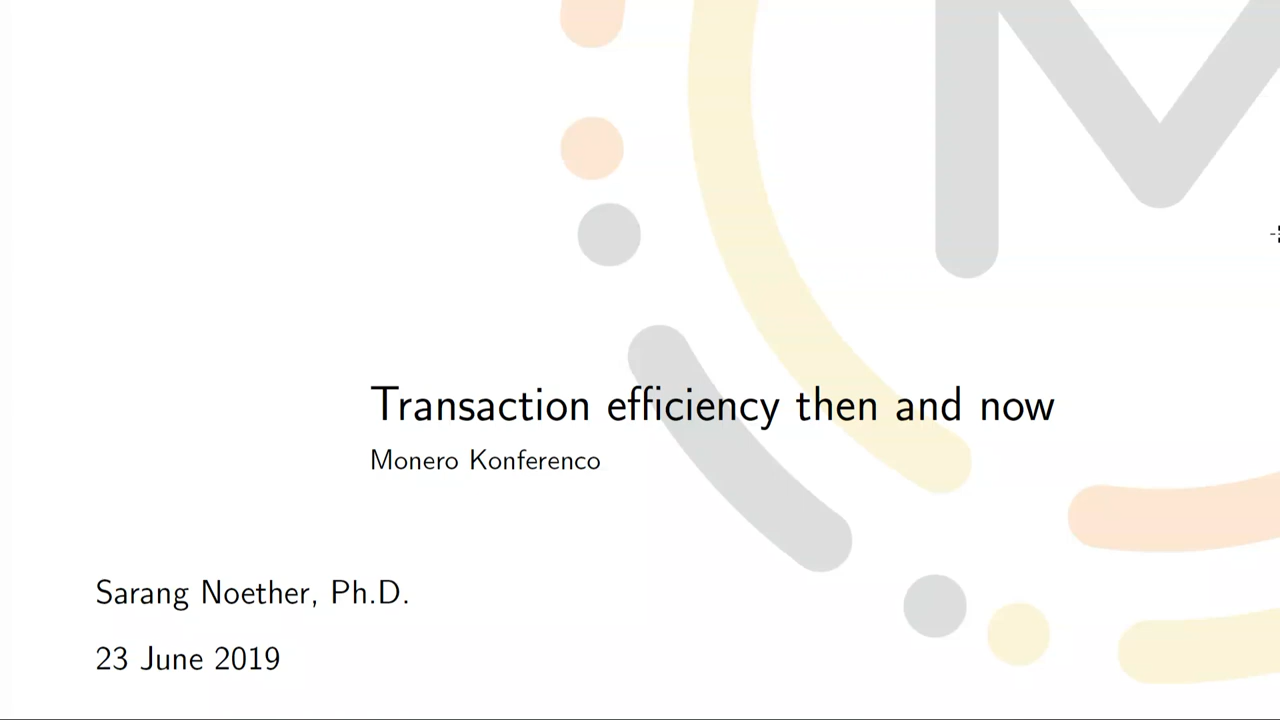 Transaction efficiency then and now
Monero Konferenco
Sarang Noether, Ph.D.
23 June 2019